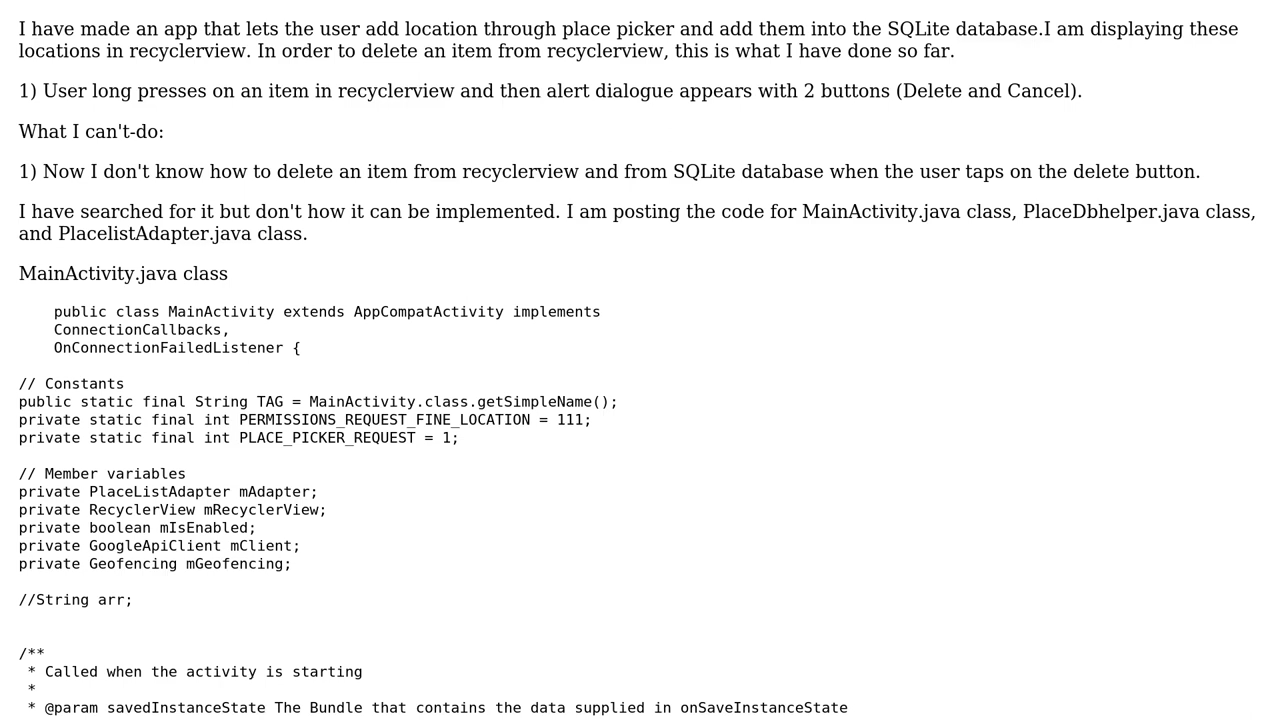 I have made an app that lets the user add location through place picker and add them into the SQLite database.I am displaying these
locations in recyclerview. In order to delete an item from recyclerview, this is what I have done so far.
1) User long presses on an item in recyclerview and then alert dialogue appears with 2 buttons (Delete and Cancel).
What I can't-do:
1) Now I don't know how to delete an item from recyclerview and from SQLite database when the user taps on the delete button.
I have searched for it but don't how it can be implemented. I am posting the code for MainActivity.java class, PlaceDbhelper.java class,
and PlacelistAdapter.java class.
MainActivity.java class
public class MainActivity extends AppCompatActivity implements
ConnectionCallbacks,
OnConnectionFailedListener {
// Constants
public static final String TAG = MainActivity.class.getSimpleName();
private static final int PERMISSIONS_REQUEST_FINE_LOCATION = 111;
private static final int PLACE_PICKER_REQUEST = 1;
// Member variables
private PlaceListAdapter mAdapter;
private RecyclerView mRecyclerView;
private boolean mIsEnabled;
private GoogleApiClient mClient;
private Geofencing mGeofencing;
//String arr;
/**
* Called when the activity is starting
*
* @param savedInstanceState The Bundle that contains the data supplied in onSaveInstanceState